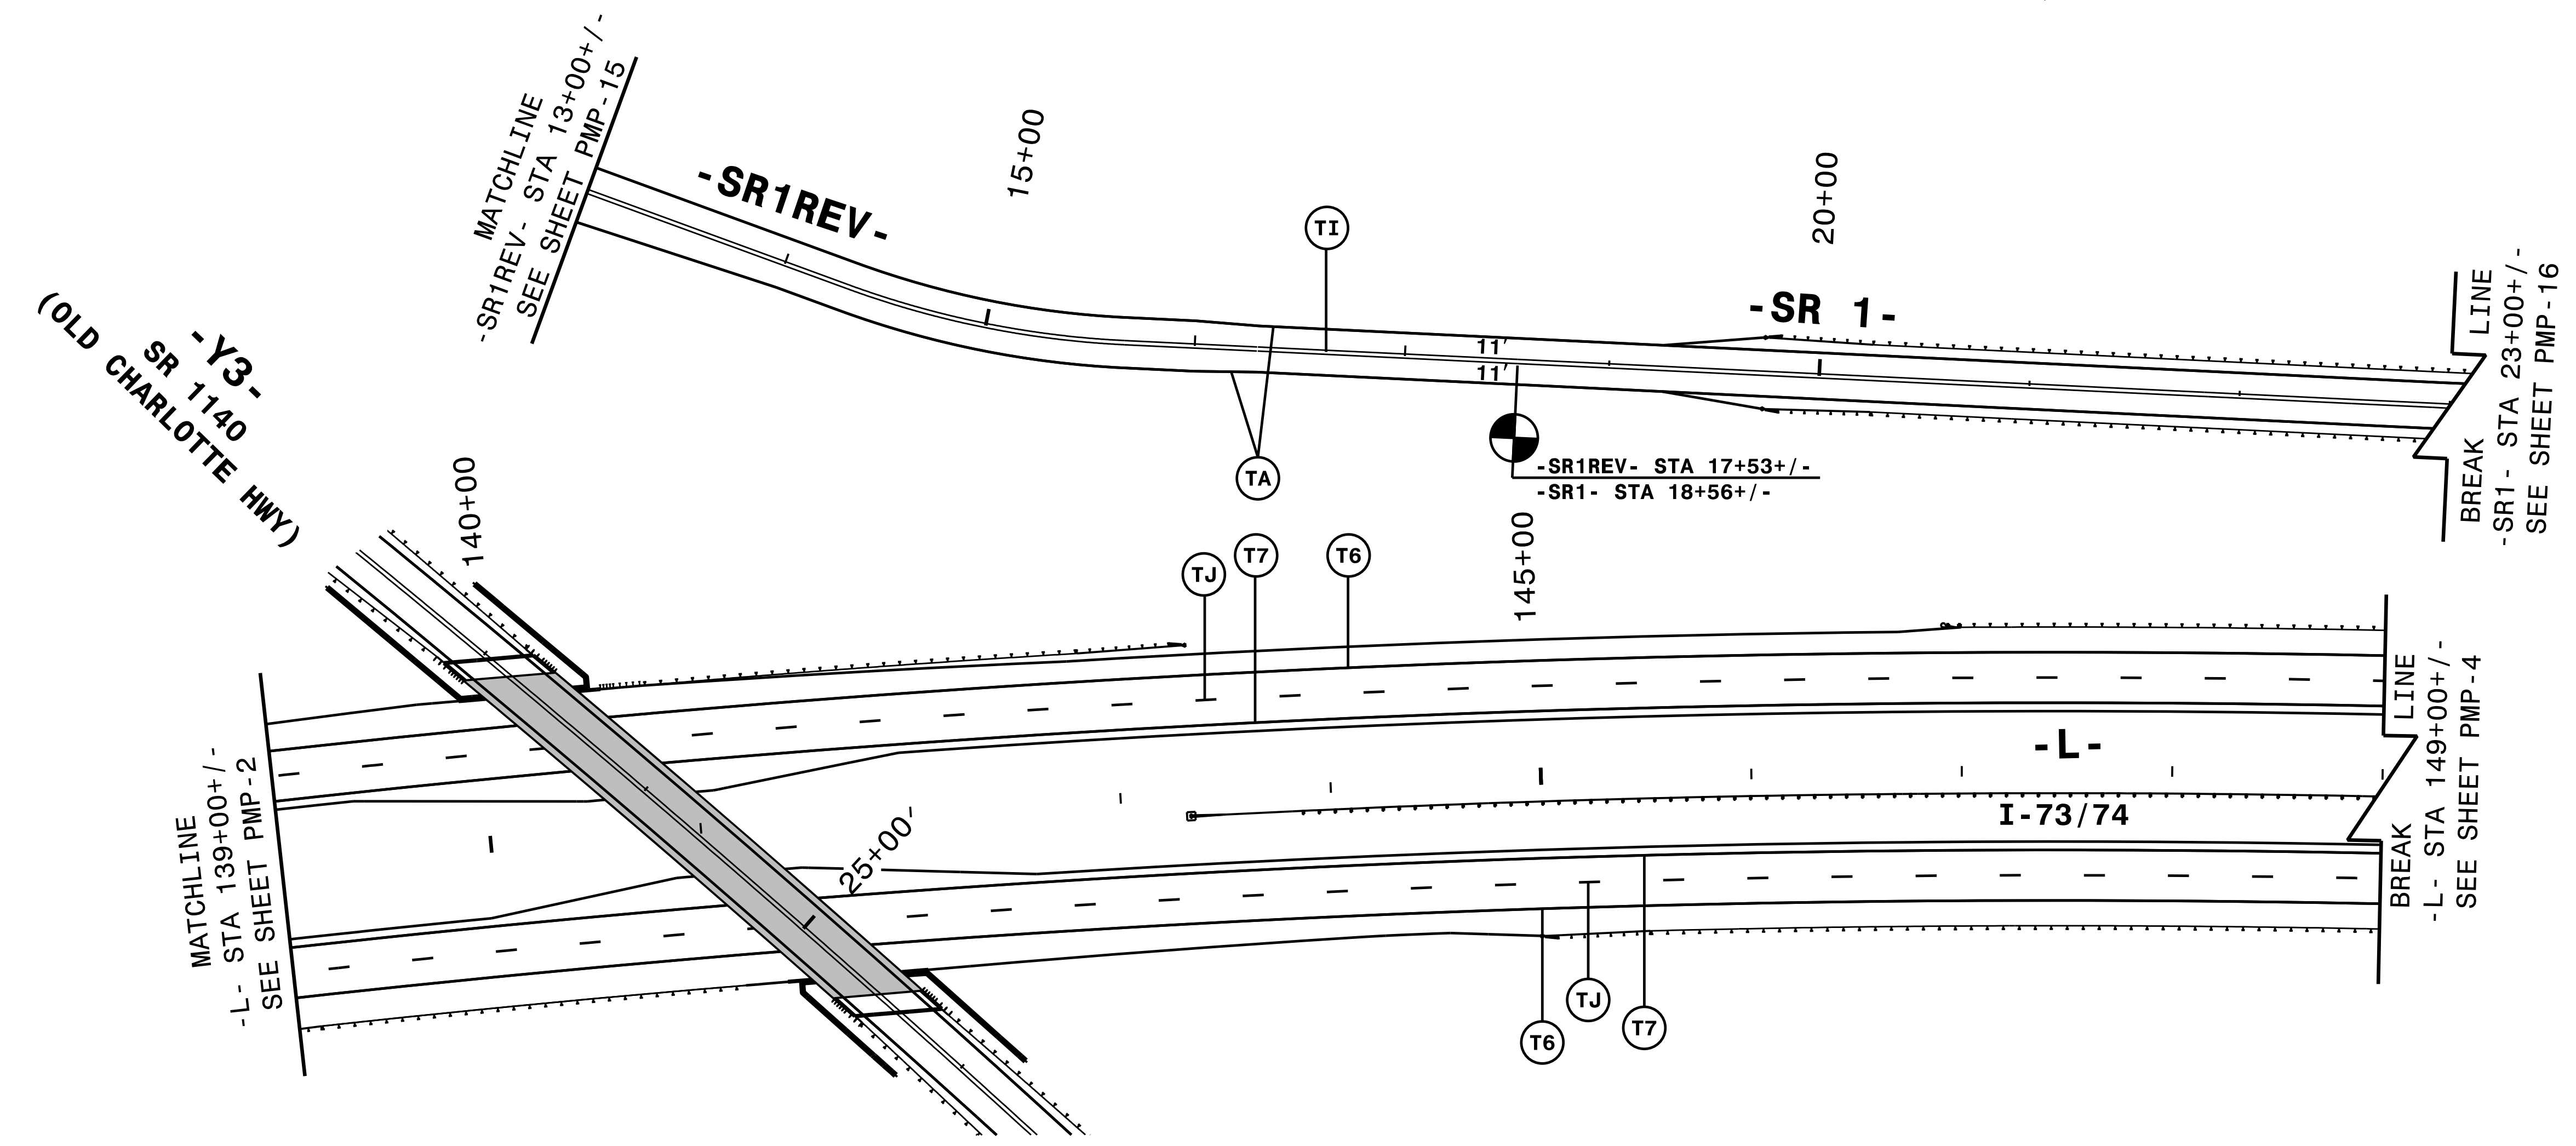 MATCHLINE
-SR1REV- STA 13+00+/-
SEE SHEET PMP-15
-SR1REV-
15+00
TI
20+00
-SR 1-
11'
11'
TA
-SR1REV- STA 17+53+/-
-SR1- STA 18+56+/-
BREAK LINE
-SR1- STA 23+00+/-
SEE SHEET PMP-16
-Y3-
SR 1140
(OLD CHARLOTTE HWY)
140+00
TJ
T7
T6
145+00
MATCHLINE
-L- STA 139+00+/-
SEE SHEET PMP-2
25+00
-L-
I-73/74
T6
TJ
T7
BREAK LINE
-L- STA 149+00+/-
SEE SHEET PMP-4